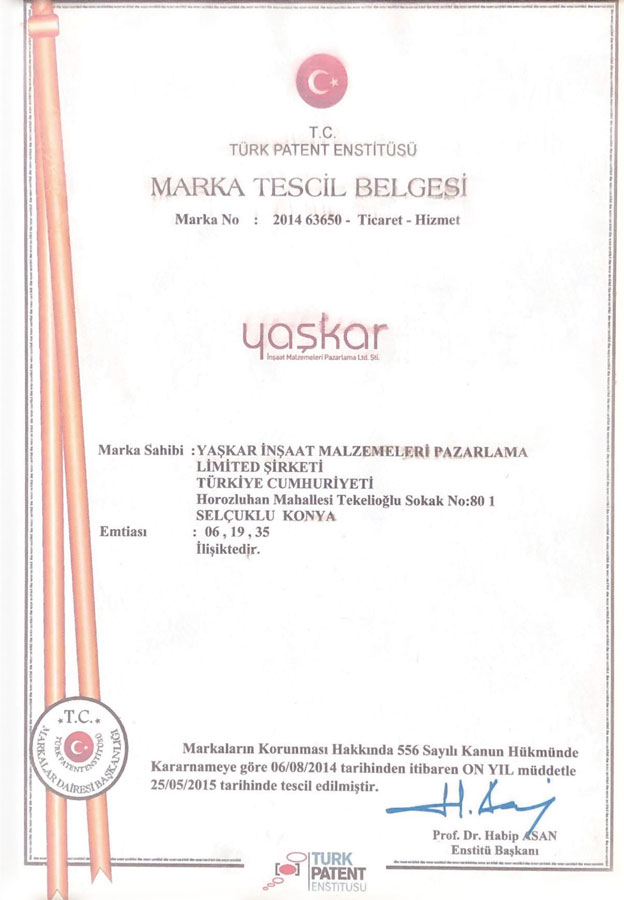 T.C.
TÜRK PATENT ENSTİTÜSÜ
MARKA TESCİL BELGESİ
Marka No : 2014 63650 - Ticaret - Hizmet
yaşkar
İnşaat Malzemeleri Pazarlama Ltd. Şti.
Marka Sahibi :YAŞKAR İNŞAAT MALZEMELERİ PAZARLAMA
LİMİTED ŞİRKETİ
TÜRKİYE CUMHURİYETİ
Horozluhan Mahallesi Tekelioğlu Sokak No:80 1
SELÇUKLU KONYA
Emtiası : 06 , 19 , 35
İlişiktedir.
T.C.
TÜRK PATENT ENSTİTÜSÜ
MARKALAR DAİRESİ BAŞKANLIĞI
Markaların Korunması Hakkında 556 Sayılı Kanun Hükmünde
Kararnameye göre 06/08/2014 tarihinden itibaren ON YIL müddetle
25/05/2015 tarihinde tescil edilmiştir.
Prof. Dr. Habip ASAN
Enstitü Başkanı
TURK
PATENT
ENSTITUSU